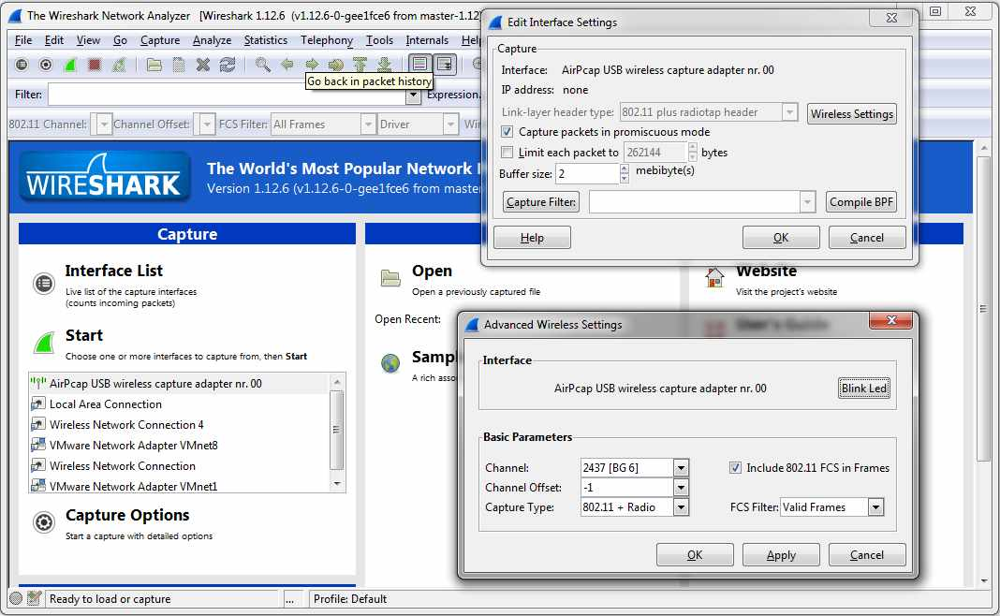 The Wireshark Network Analyzer [Wireshark 1.12.6 (v1.12.6-0-gee1fce6 from master-1.12)
File Edit View Go Capture Analyze Statistics Telephony Tools Internals Help
Go back in packet history
Filter: Expression.
802.11 Channel: Channel Offset: FCS Filter: All Frames Driver
WIRESHARK
The World's Most Popular Network
Version 1.12.6 (v1.12.6-0-gee1fce6 from master
Capture
Interface List
Live list of the capture interfaces
(counts incoming packets)
Start
Choose one or more interfaces to capture from, then Start
AirPcap USB wireless capture adapter nr. 00
Local Area Connection
Wireless Network Connection 4
VMware Network Adapter VMnet8
Wireless Network Connection
VMware Network Adapter VMnet1
Capture Options
Start a capture with detailed options
Open
Open a previously captured file
Open Recent:
Website
Visit the project's website
User's Guide
Ready to load or capture ... Profile: Default
Edit Interface Settings
Capture
Interface: AirPcap USB wireless capture adapter nr. 00
IP address: none
Link-layer header type: 802.11 plus radiotap header Wireless Settings
Capture packets in promiscuous mode
Limit each packet to 262144 bytes
Buffer size: 2 mebibyte(s)
Capture Filter: Compile BPF
Help OK Cancel
Advanced Wireless Settings
Interface
AirPcap USB wireless capture adapter nr. 00 Blink Led
Basic Parameters
Channel: 2437 [BG 6] Include 802.11 FCS in Frames
Channel Offset: -1
Capture Type: 802.11 + Radio FCS Filter: Valid Frames
OK Apply Cancel